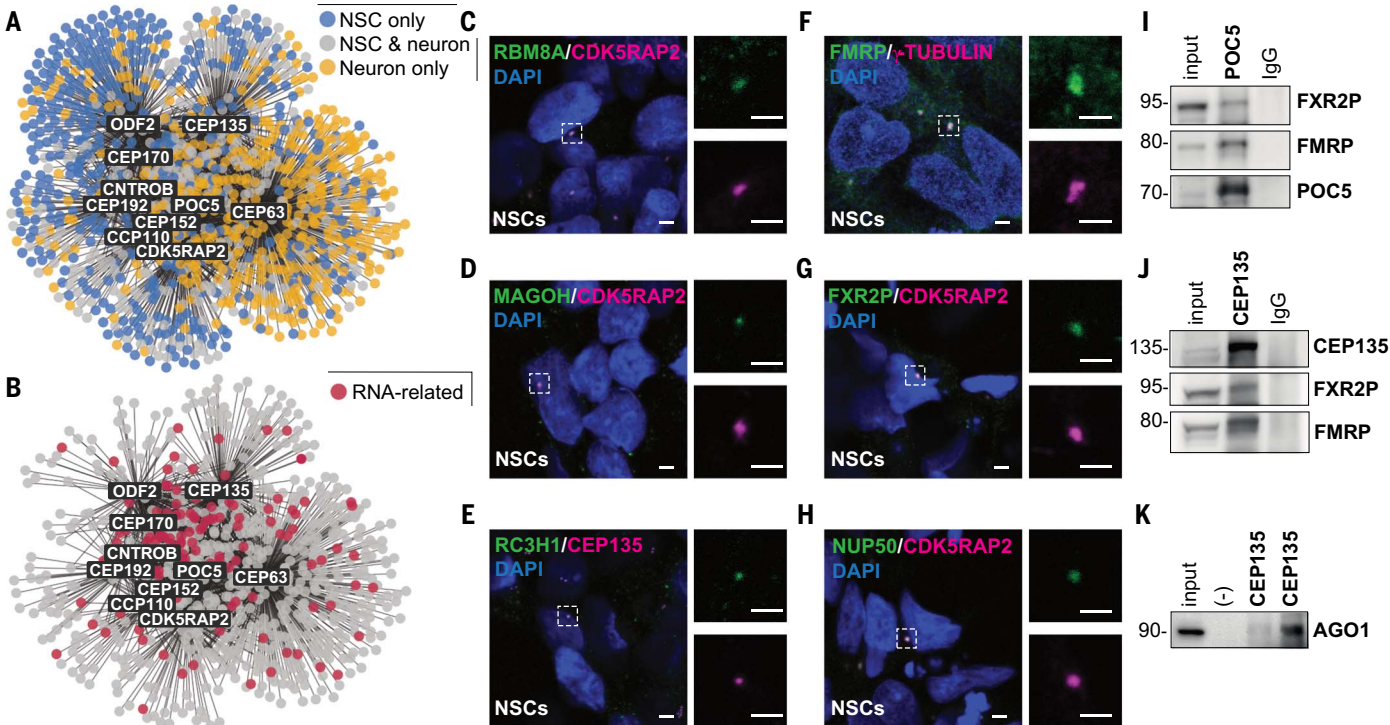 A
NSC only
NSC & neuron
Neuron only
ODF2
CEP135
CEP170
CNTROB
CEP192
POC5
CEP152
CEP63
CCP110
CDK5RAP2
B
RNA-related
ODF2
CEP135
CEP170
CNTROB
CEP192
POC5
CEP63
CEP152
CCP110
CDK5RAP2
C
RBM8A/CDK5RAP2
DAPI
NSCs
D
MAGOH/CDK5RAP2
DAPI
NSCs
E
RC3H1/CEP135
DAPI
NSCs
F
FMRP/γ-TUBULIN
DAPI
NSCs
G
FXR2P/CDK5RAP2
DAPI
NSCs
H
NUP50/CDK5RAP2
DAPI
NSCs
I
input
POC5
IgG
95-
FXR2P
80-
FMRP
70-
POC5
J
input
CEP135
IgG
135-
CEP135
95-
FXR2P
80-
FMRP
K
input
(-)
CEP135
CEP135
90-
AGO1